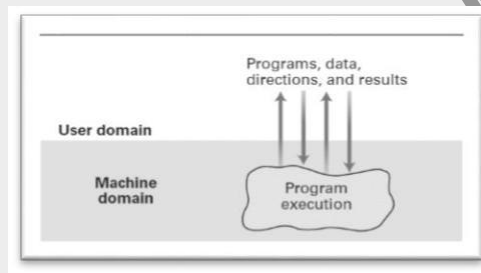 Programs, data,
directions, and results
User domain
Machine
domain
Program
execution